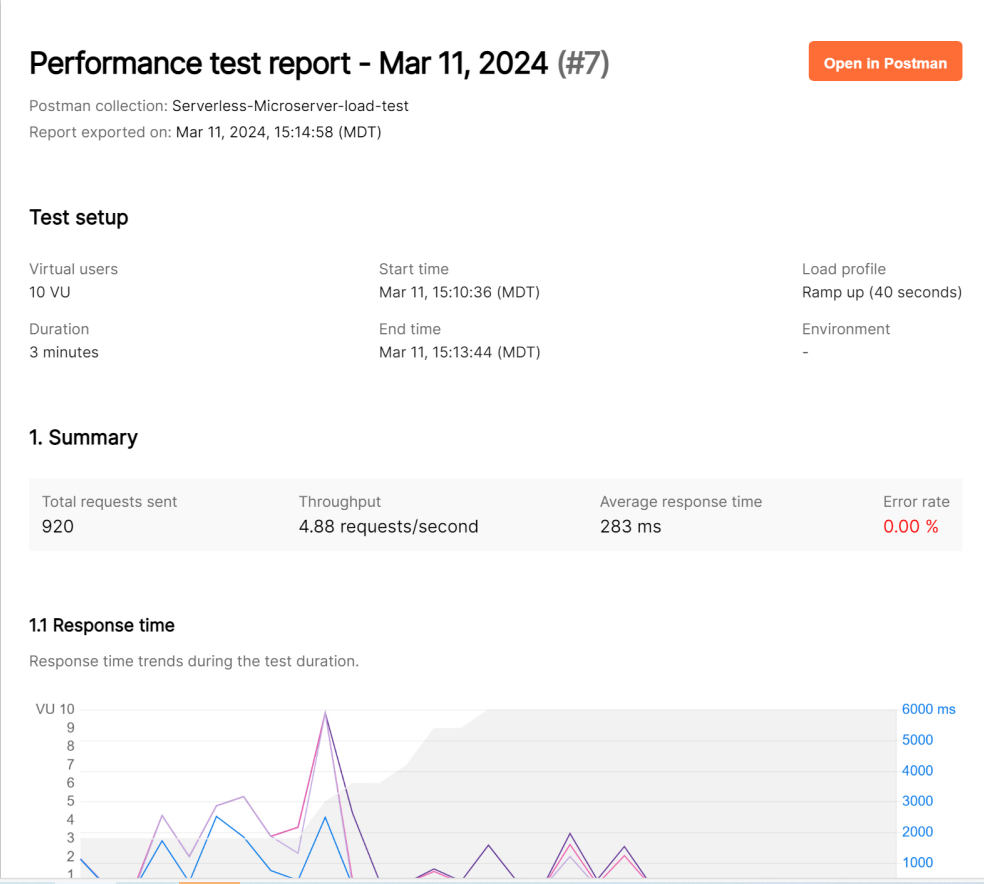 Performance test report - Mar 11, 2024 (#7)
Open in Postman
Postman collection: Serverless-Microserver-load-test
Report exported on: Mar 11, 2024, 15:14:58 (MDT)
Test setup
Virtual users
10 VU
Start time
Mar 11, 15:10:36 (MDT)
Load profile
Ramp up (40 seconds)
Duration
3 minutes
End time
Mar 11, 15:13:44 (MDT)
Environment
-
1. Summary
Total requests sent
920
Throughput
4.88 requests/second
Average response time
283 ms
Error rate
0.00 %
1.1 Response time
Response time trends during the test duration.
VU 10
9
8
7
6
5
4
3
2
1
6000 ms
5000
4000
3000
2000
1000